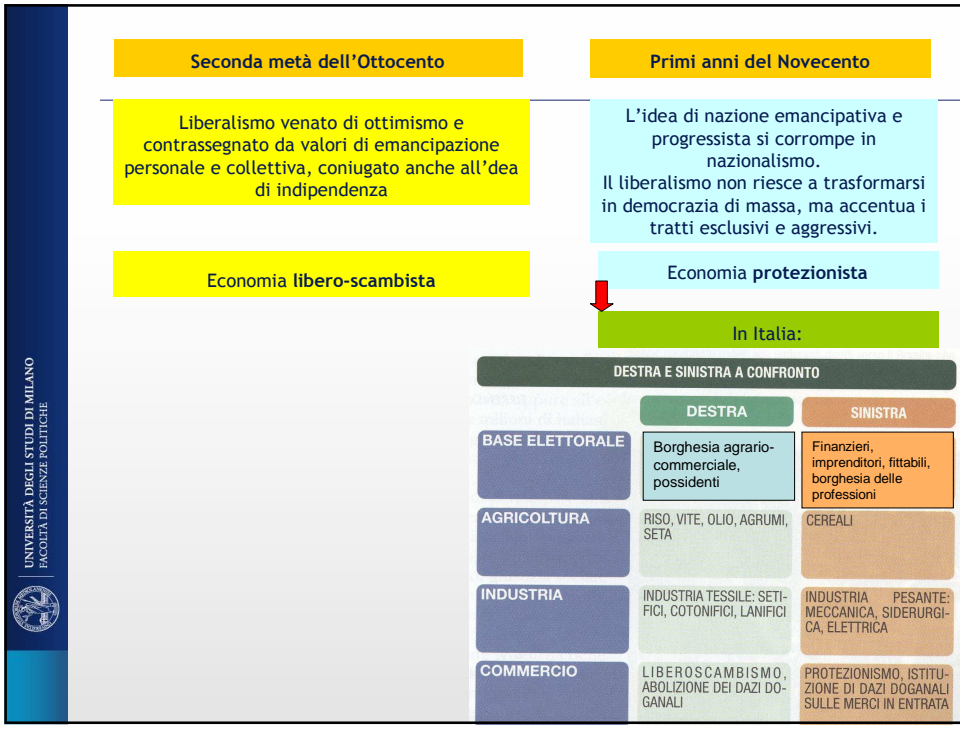 Seconda metà dell'Ottocento
Liberalismo venato di ottimismo e
contrassegnato da valori di emancipazione
personale e collettiva, coniugato anche all'dea
di indipendenza
Economia libero-scambista
Primi anni del Novecento
L'idea di nazione emancipativa e
progressista si corrompe in
nazionalismo.
Il liberalismo non riesce a trasformarsi
in democrazia di massa, ma accentua i
tratti esclusivi e aggressivi.
Economia protezionista
In Italia:
DESTRA E SINISTRA A CONFRONTO
DESTRA
SINISTRA
BASE ELETTORALE
Borghesia agrario-
commerciale,
possidenti
Finanzieri,
imprenditori, fittabili,
borghesia delle
professioni
AGRICOLTURA
RISO, VITE, OLIO, AGRUMI,
SETA
CEREALI
INDUSTRIA
INDUSTRIA TESSILE: SETI-
FICI, COTONIFICI, LANIFICI
INDUSTRIA PESANTE:
MECCANICA, SIDERURGI-
CA, ELETTRICA
COMMERCIO
LIBEROSCAMBISMO,
ABOLIZIONE DEI DAZI DO-
GANALI
PROTEZIONISMO, ISTITU-
ZIONE DI DAZI DOGANALI
SULLE MERCI IN ENTRATA
UNIVERSITÀ DEGLI STUDI DI MILANO
FACOLTÀ DI SCIENZE POLITICHE